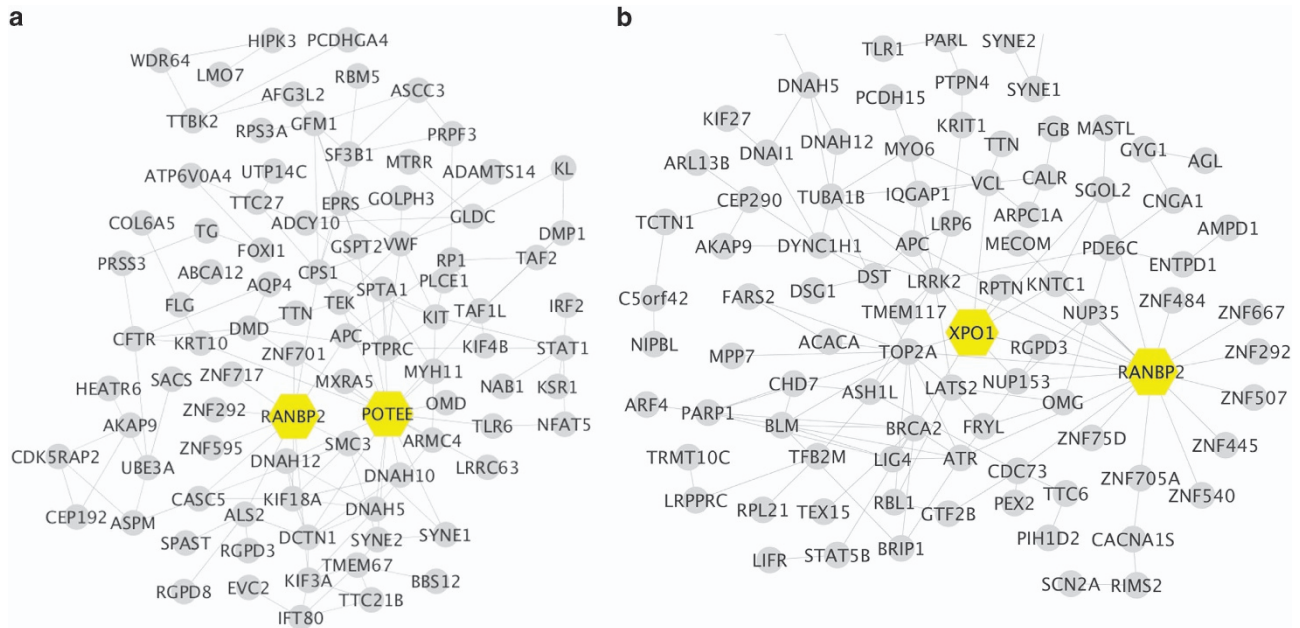 a
HIPK3
PCDHGA4
WDR64
LMO7
RBM5
AFG3L2
ASCC3
TTBK2
RPS3A
GFM1
PRPF3
SF3B1
MTRR
UTP14C
ADAMTS14
KL
ATP6V0A4
TTC27
EPRS
GOLPH3
COL6A5
ADCY10
GLDC
TG
FOXI1
GSPT2
VWF
DMP1
PRSS3
ABCA12
CPS1
RP1
TAF2
AQP4
SPTA1
PLCE1
FLG
TEK
TTN
KIT
TAF1L
IRF2
CFTR
DMD
APC
KRT10
ZNF701
PTPRC
KIF4B
STAT1
HEATR6
SACS
ZNF717
MXRA5
MYH11
NAB1
KSR1
ZNF292
RANBP2
POTEE
OMD
AKAP9
TLR6
NFAT5
ZNF595
SMC3
ARMC4
CDK5RAP2
UBE3A
DNAH12
LRRC63
DNAH10
CASC5
KIF18A
CEP192
ASPM
ALS2
DNAH5
SPAST
DCTN1
SYNE2
SYNE1
RGPD3
TMEM67
RGPD8
EVC2
KIF3A
BBS12
TTC21B
IFT80
b
TLR1
PARL
SYNE2
DNAH5
PCDH15
PTPN4
SYNE1
KIF27
KRIT1
FGB
MASTL
DNAH12
TTN
ARL13B
DNAI1
MYO6
GYG1
AGL
CEP290
TUBA1B
IQGAP1
VCL
CALR
SGOL2
TCTN1
LRP6
ARPC1A
CNGA1
AKAP9
DYNC1H1
APC
MECOM
PDE6C
AMPD1
ENTPD1
C5orf42
FARS2
DSG1
DST
LRRK2
RPTN
KNTC1
TMEM117
NUP35
ZNF484
NIPBL
ACACA
XPO1
ZNF667
MPP7
TOP2A
RGPD3
RANBP2
ZNF292
CHD7
ASH1L
LATS2
NUP153
ARF4
PARP1
OMG
ZNF507
BLM
BRCA2
FRYL
ZNF75D
ZNF445
TRMT10C
TFB2M
LIG4
ATR
CDC73
LRPPRC
ZNF705A
RBL1
TTC6
ZNF540
RPL21
TEX15
GTF2B
PEX2
LIFR
STAT5B
BRIP1
PIH1D2
CACNA1S
SCN2A
RIMS2